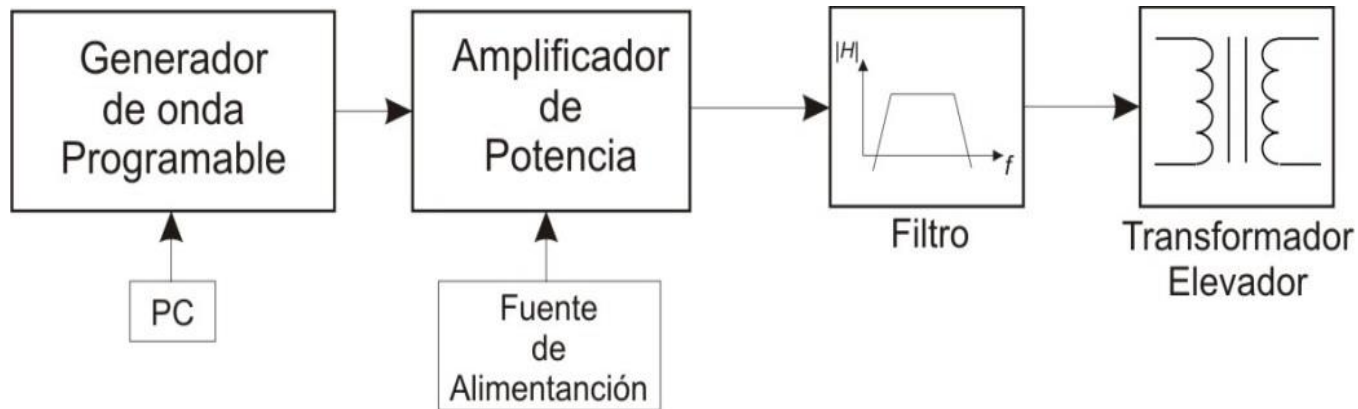 Generador
de onda
Programable
Amplificador
de
Potencia
|H|
f
Filtro
Transformador
Elevador
PC
Fuente
de
Alimentanción